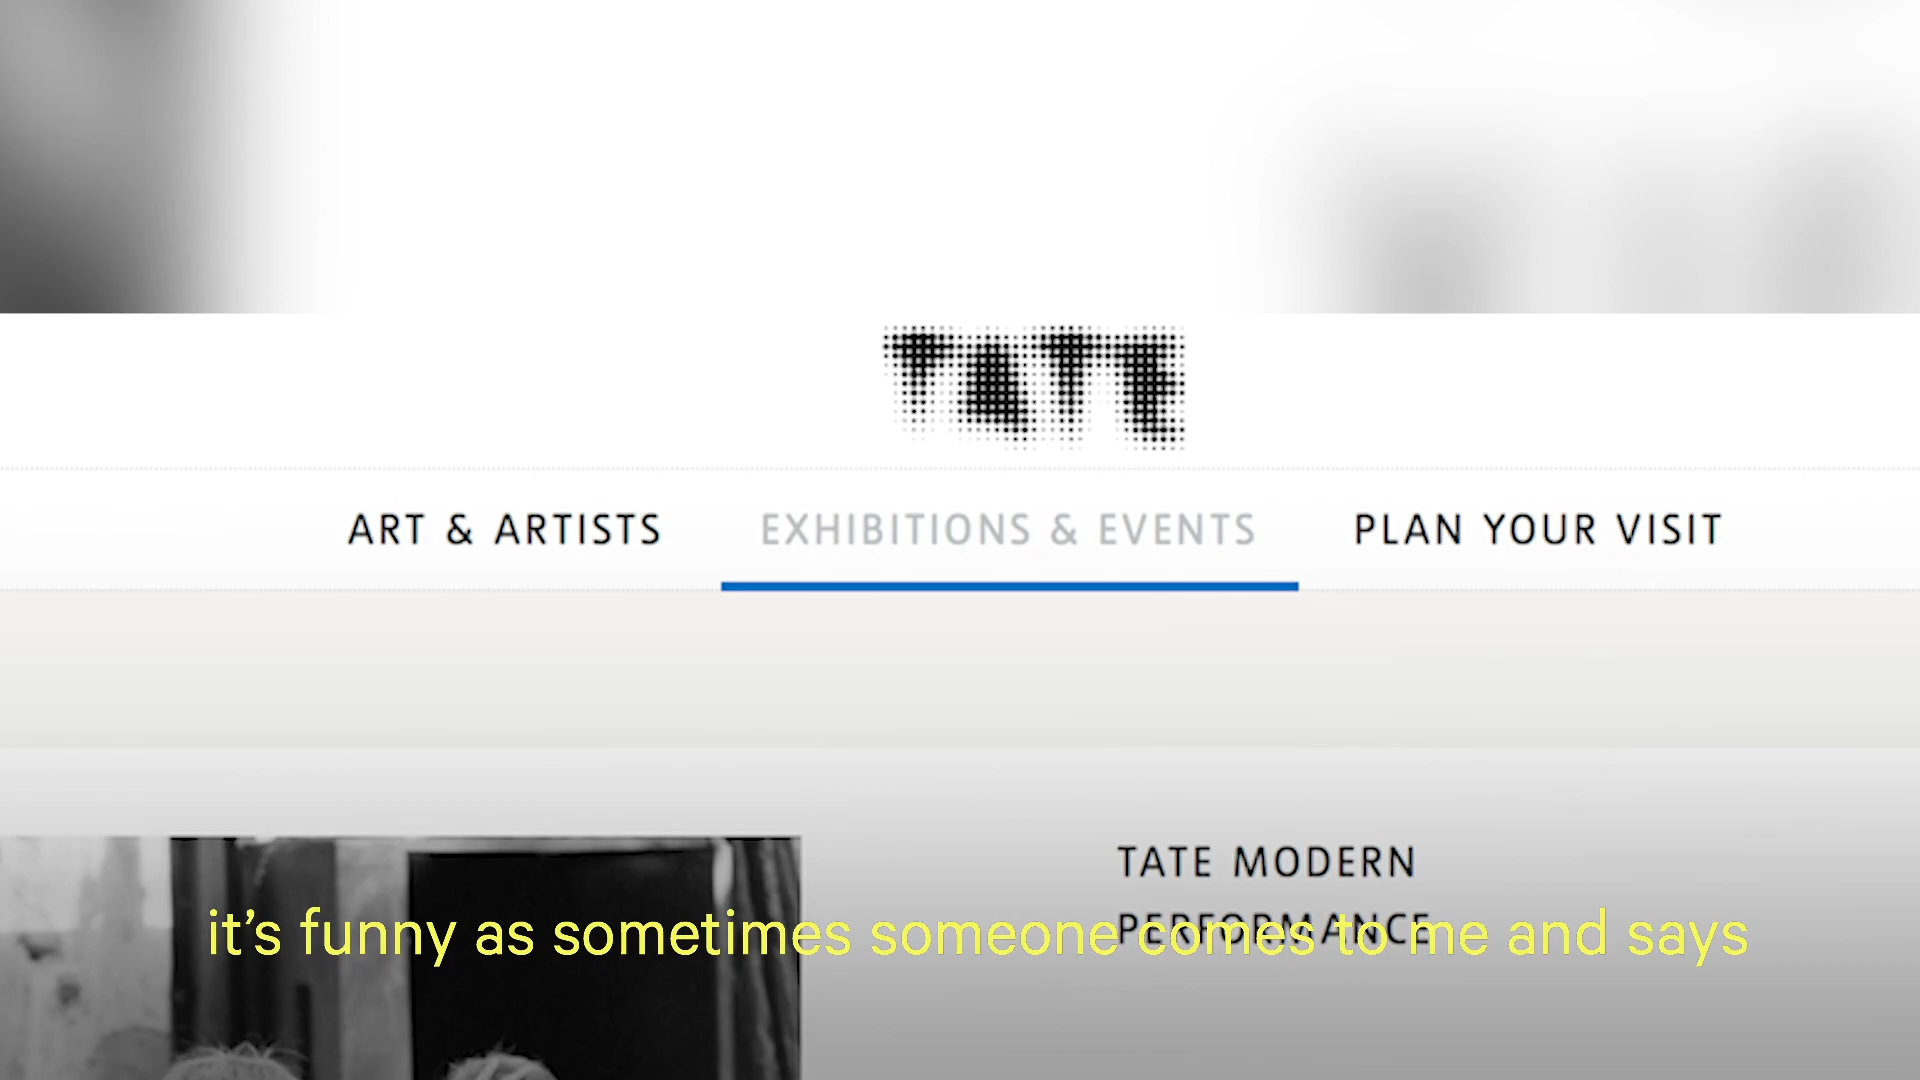 TATE
ART & ARTISTS
EXHIBITIONS & EVENTS
PLAN YOUR VISIT
TATE MODERN
PERFORMANCE
it’s funny as sometimes someone comes to me and says